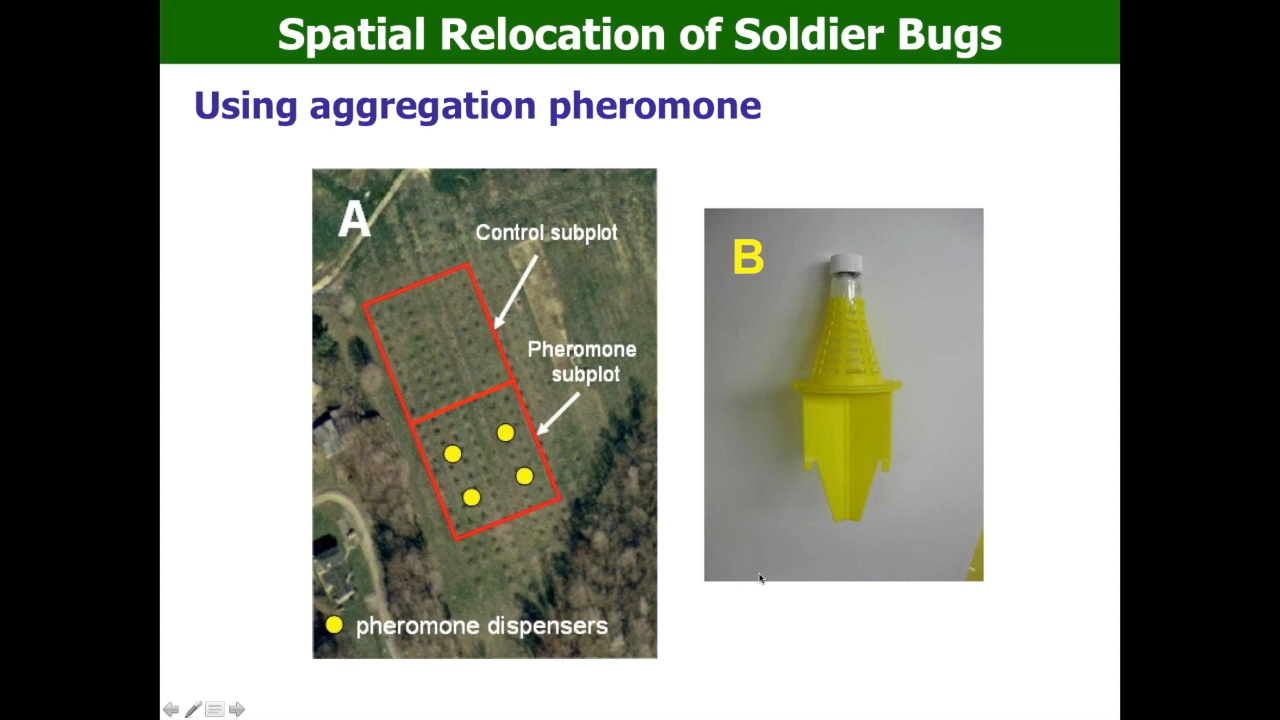 Spatial Relocation of Soldier Bugs
Using aggregation pheromone
A
Control subplot
Pheromone
subplot
pheromone dispensers
B